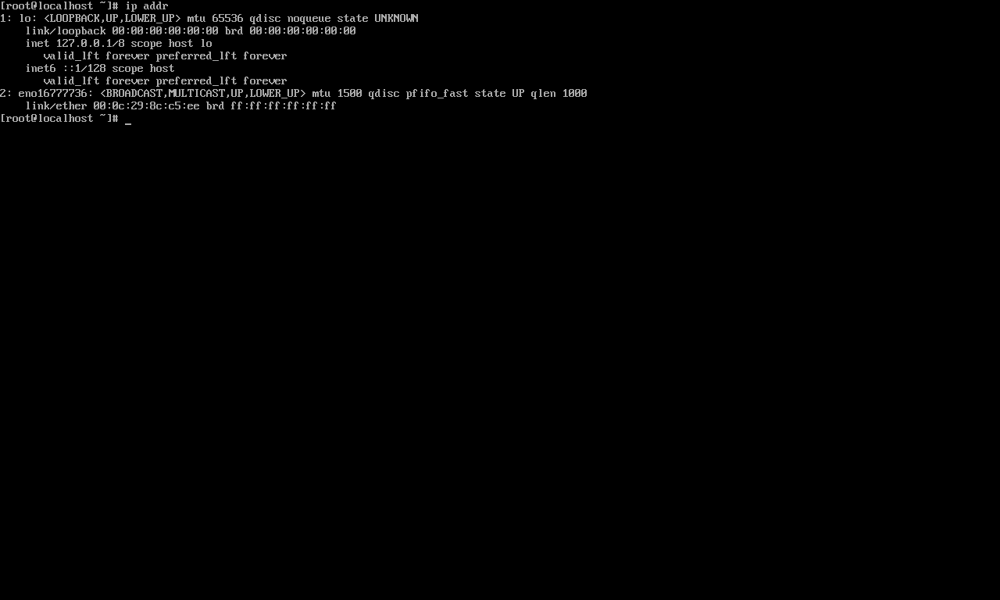 [root@localhost ~]# ip addr
1: lo: <LOOPBACK,UP,LOWER_UP> mtu 65536 qdisc noqueue state UNKNOWN
link/loopback 00:00:00:00:00:00 brd 00:00:00:00:00:00
inet 127.0.0.1/8 scope host lo
valid_lft forever preferred_lft forever
inet6 ::1/128 scope host
valid_lft forever preferred_lft forever
2: eno16777736: <BROADCAST,MULTICAST,UP,LOWER_UP> mtu 1500 qdisc pfifo_fast state UP qlen 1000
link/ether 00:0c:29:8c:c5:ee brd ff:ff:ff:ff:ff:ff
[root@localhost ~]# _